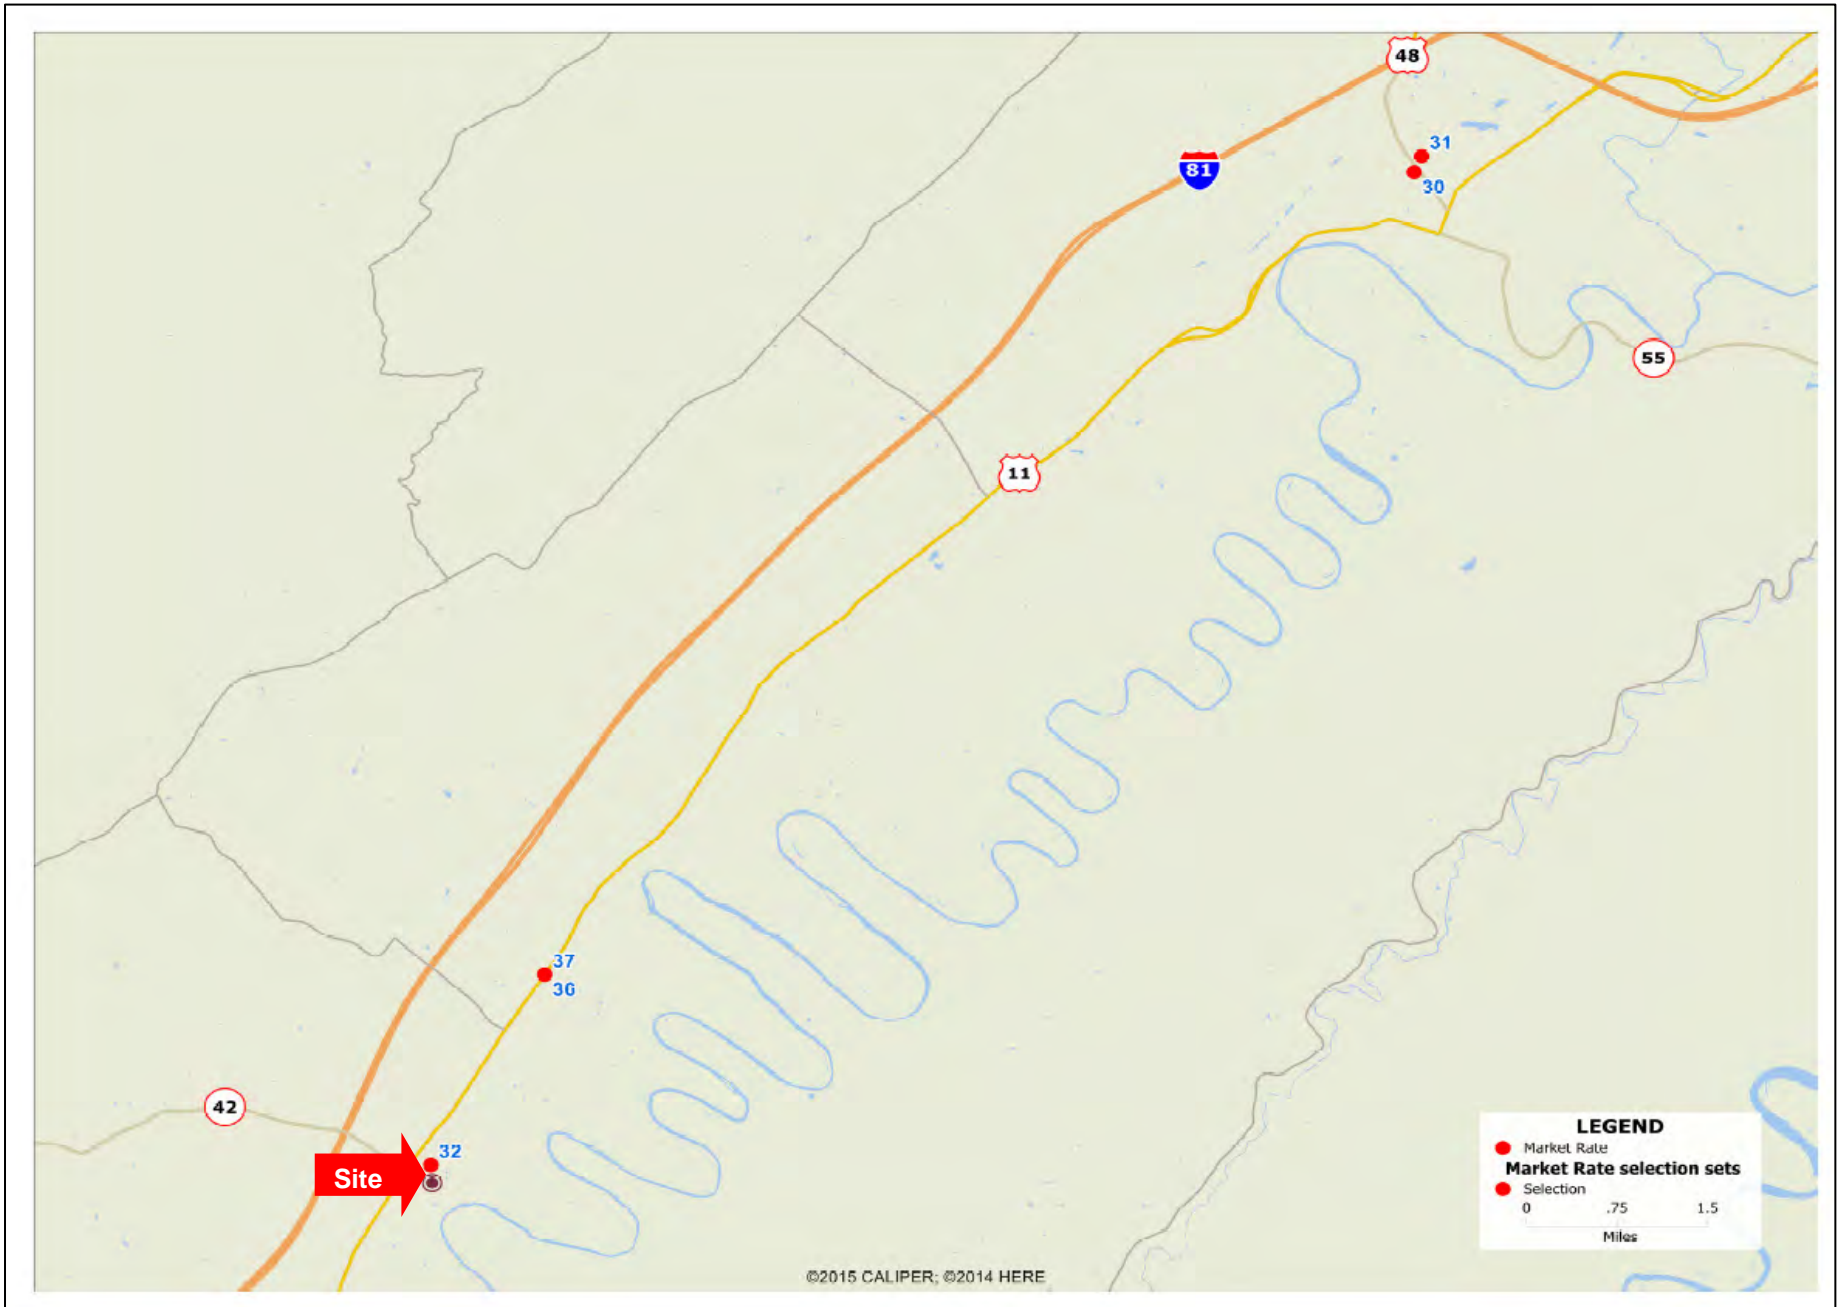 48
31
81
30
55
11
37
36
42
32
Site
LEGEND
Market Rate
Market Rate selection sets
Selection
0 .75 1.5
Miles
©2015 CALIPER; ©2014 HERE